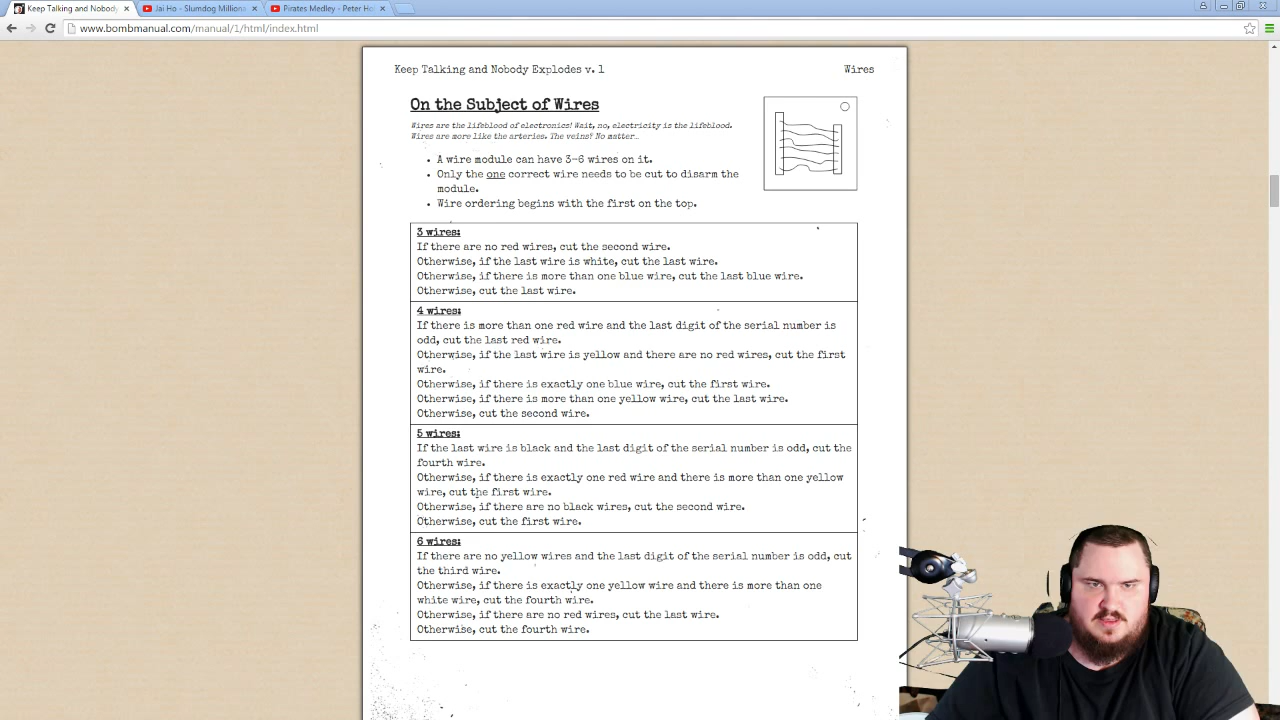 Keep Talking and Nobody
Jai Ho - Slumdog Milliona
Pirates Medley - Peter Ho
www.bombmanual.com/manual/1/html/index.html
Keep Talking and Nobody Explodes v. 1
Wires
On the Subject of Wires
Wires are the lifeblood of electronics! Wait, no, electricity is the lifeblood.
Wires are more like the arteries. The veins? No matter…
• A wire module can have 3-6 wires on it.
• Only the one correct wire needs to be cut to disarm the
module.
• Wire ordering begins with the first on the top.
3 wires:
If there are no red wires, cut the second wire.
Otherwise, if the last wire is white, cut the last wire.
Otherwise, if there is more than one blue wire, cut the last blue wire.
Otherwise, cut the last wire.
4 wires:
If there is more than one red wire and the last digit of the serial number is
odd, cut the last red wire.
Otherwise, if the last wire is yellow and there are no red wires, cut the first
wire.
Otherwise, if there is exactly one blue wire, cut the first wire.
Otherwise, if there is more than one yellow wire, cut the last wire.
Otherwise, cut the second wire.
5 wires:
If the last wire is black and the last digit of the serial number is odd, cut the
fourth wire.
Otherwise, if there is exactly one red wire and there is more than one yellow
wire, cut the first wire.
Otherwise, if there are no black wires, cut the second wire.
Otherwise, cut the first wire.
6 wires:
If there are no yellow wires and the last digit of the serial number is odd, cut
the third wire.
Otherwise, if there is exactly one yellow wire and there is more than one
white wire, cut the fourth wire.
Otherwise, if there are no red wires, cut the last wire.
Otherwise, cut the fourth wire.